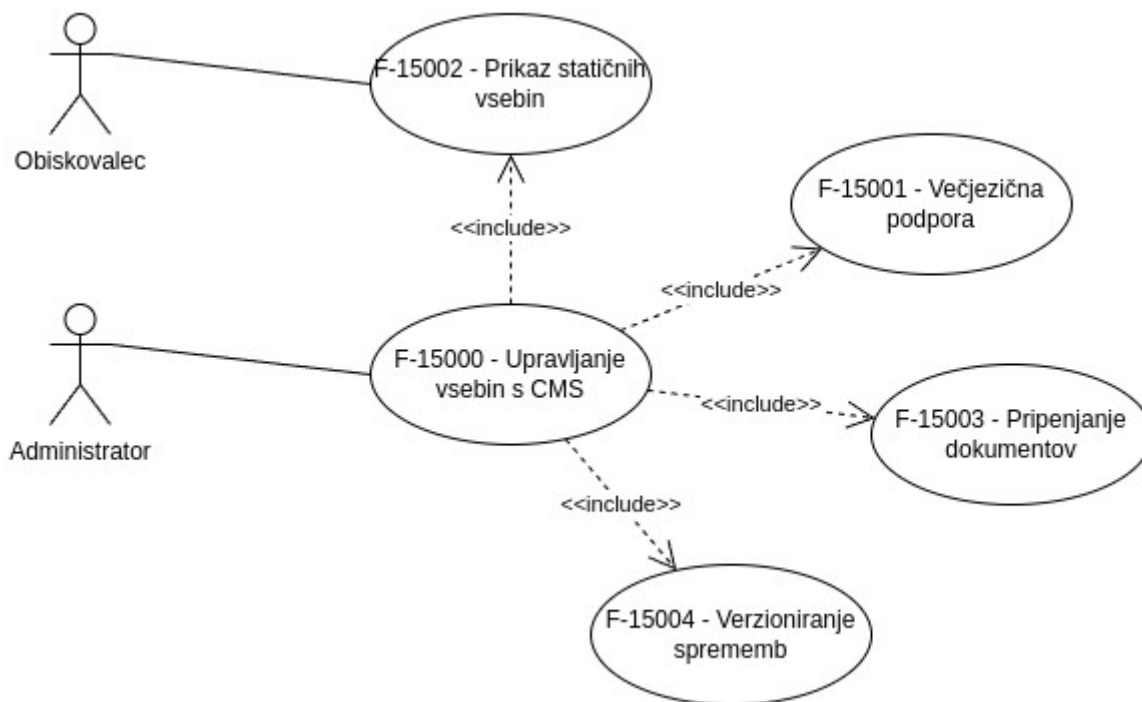 F-15002 - Prikaz statičnih
vsebin
Obiskovalec
F-15001 - Večjezična
podpora
<<include>>
<<include>>
F-15000 - Upravljanje
vsebin s CMS
<<include>>
F-15003 - Pripenjanje
dokumentov
Administrator
<<include>>
F-15004 - Verzioniranje
sprememb